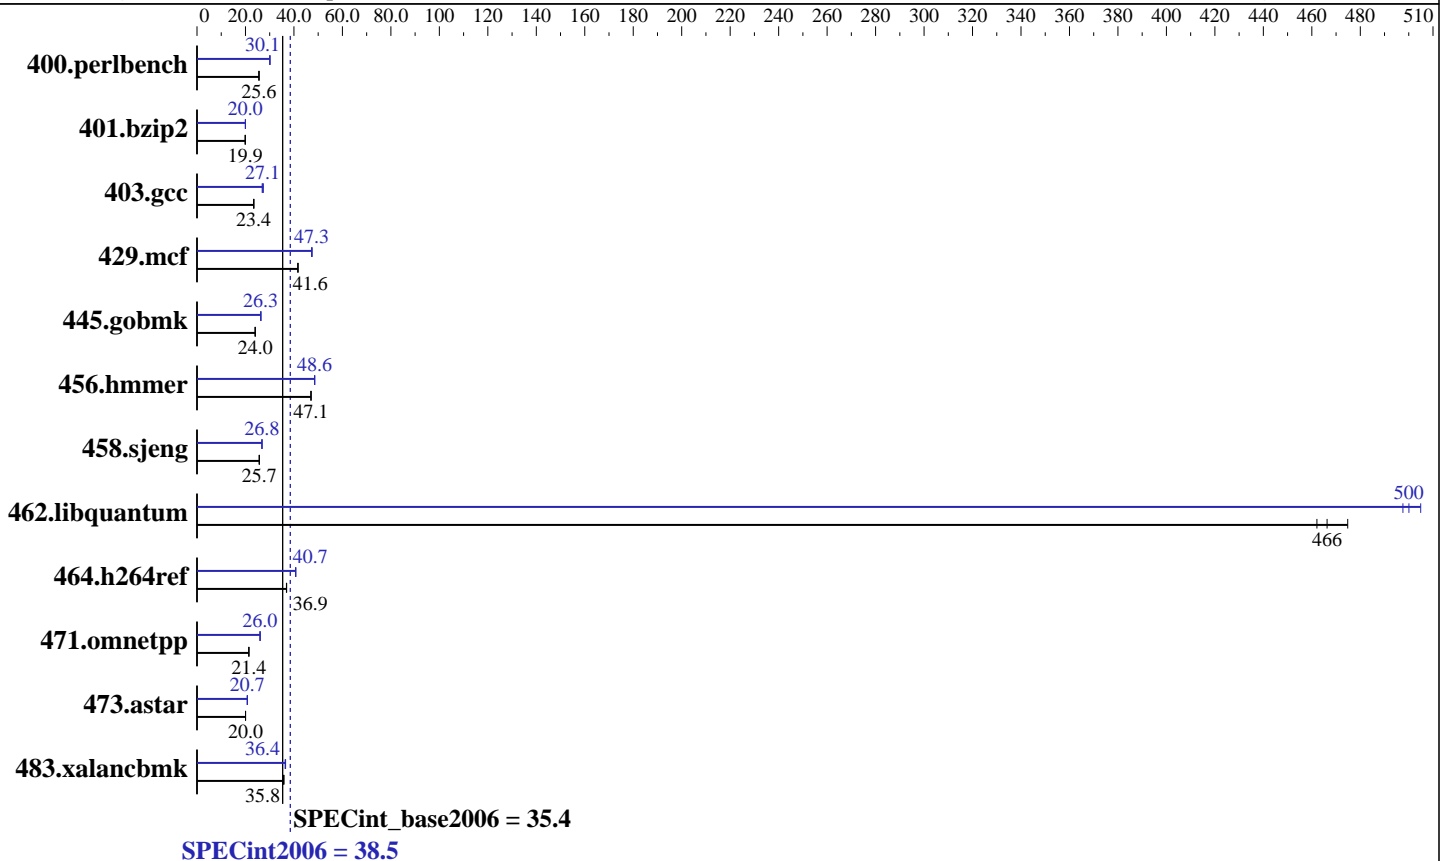 0 20.0 40.0 60.0 80.0 100 120 140 160 180 200 220 240 260 280 300 320 340 360 380 400 420 440 460 480 510
30.1
400.perlbench
25.6
20.0
401.bzip2
19.9
27.1
403.gcc
23.4
47.3
429.mcf
41.6
26.3
445.gobmk
24.0
48.6
456.hmmer
47.1
26.8
458.sjeng
25.7
500
462.libquantum
466
40.7
464.h264ref
36.9
26.0
471.omnetpp
21.4
20.7
473.astar
20.0
36.4
483.xalancbmk
35.8
SPECint_base2006 = 35.4
SPECint2006 = 38.5